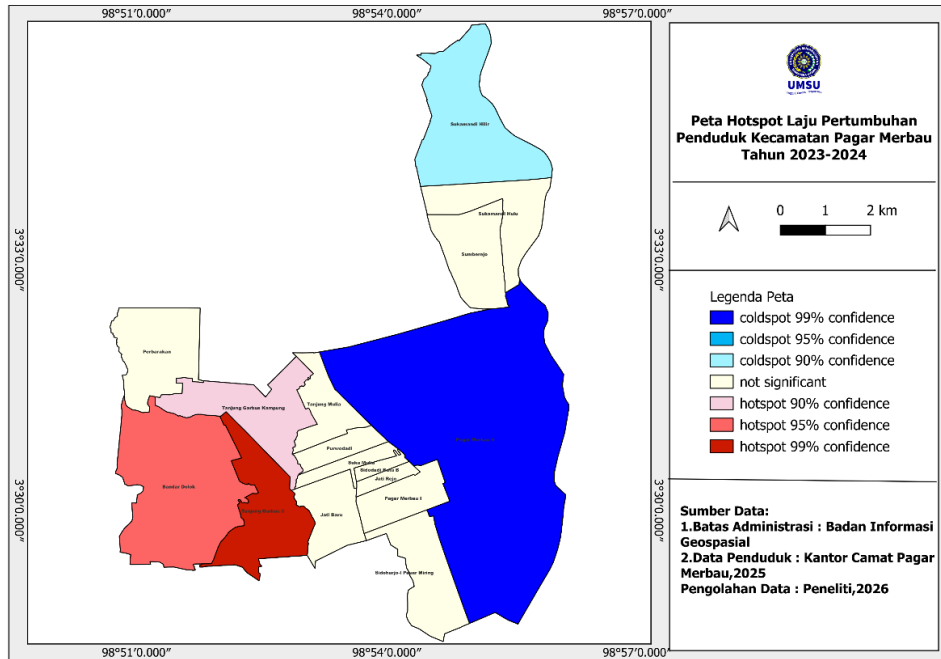 98°51'0.000″
98°54'0.000″
98°57'0.000″
3°33'0.000″
3°30'0.000″
Sukamandi Hilir
Sukamandi Hulu
Sumberejo
Perbarakan
Tanjung Garbus Kampung
Tanjung Mulia
Purwodadi
Suka Mulia
Sidodadi Batu 8
Jati Rejo
Pagar Merbau I
Bandar Dolok
Jati Baru
Sidoharjo-I Pasar Miring
3°33'0.000″
3°30'0.000″
98°51'0.000″
98°54'0.000″
98°57'0.000″
UMSU
Peta Hotspot Laju Pertumbuhan
Penduduk Kecamatan Pagar Merbau
Tahun 2023-2024
0 1 2 km
Legenda Peta
coldspot 99% confidence
coldspot 95% confidence
coldspot 90% confidence
not significant
hotspot 90% confidence
hotspot 95% confidence
hotspot 99% confidence
Sumber Data:
1.Batas Administrasi : Badan Informasi
Geospasial
2.Data Penduduk : Kantor Camat Pagar
Merbau,2025
Pengolahan Data : Peneliti,2026